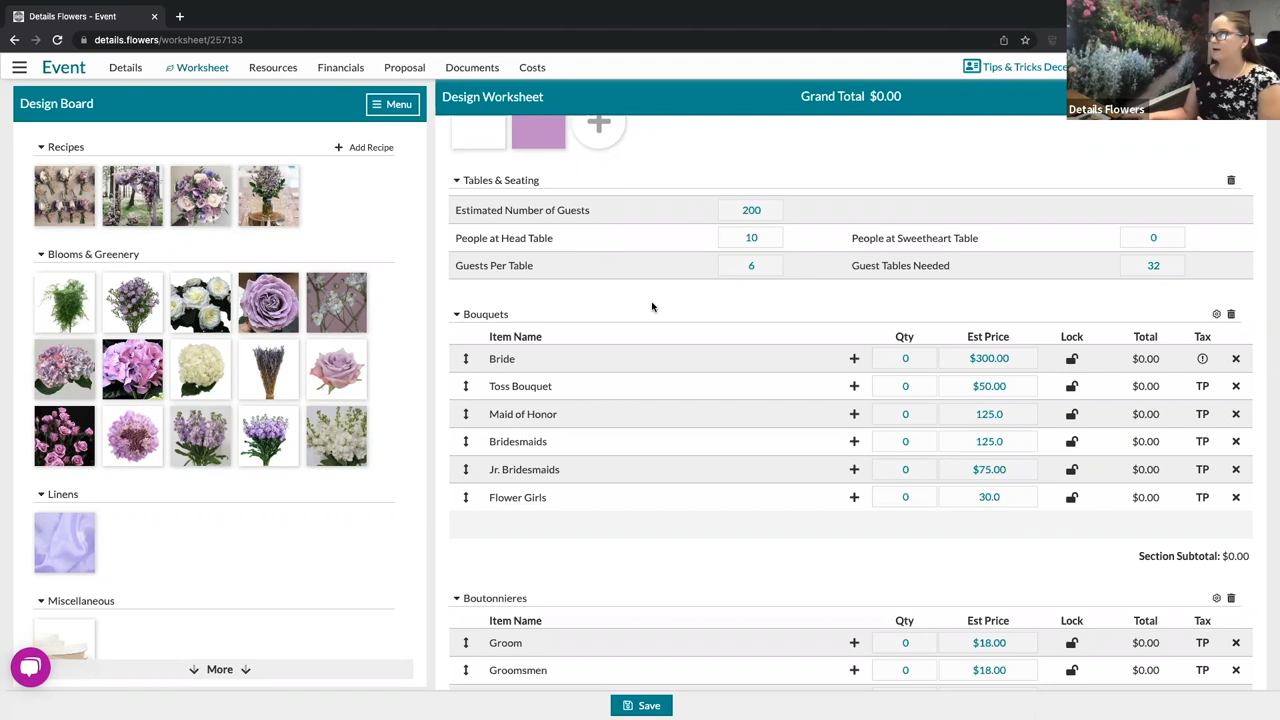 Details Flowers - Event
details.flowers/worksheet/257133
Event Details Worksheet Resources Financials Proposal Documents Costs Tips & Tricks Dece
Details Flowers
Design Board Menu
Design Worksheet Grand Total $0.00
Recipes Add Recipe
Blooms & Greenery
Linens
Miscellaneous
More
Tables & Seating
Estimated Number of Guests 200
People at Head Table 10 People at Sweetheart Table 0
Guests Per Table 6 Guest Tables Needed 32
Bouquets
Item Name Qty Est Price Lock Total Tax
Bride 0 $300.00 $0.00
Toss Bouquet 0 $50.00 $0.00 TP
Maid of Honor 0 125.0 $0.00 TP
Bridesmaids 0 125.0 $0.00 TP
Jr. Bridesmaids 0 $75.00 $0.00 TP
Flower Girls 0 30.0 $0.00 TP
Section Subtotal: $0.00
Boutonnieres
Item Name Qty Est Price Lock Total Tax
Groom 0 $18.00 $0.00 TP
Groomsmen 0 $18.00 $0.00 TP
Save